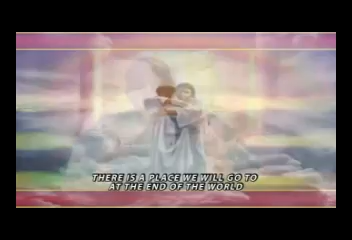 THERE IS A PLACE WE WILL GO TO
AT THE END OF THE WORLD